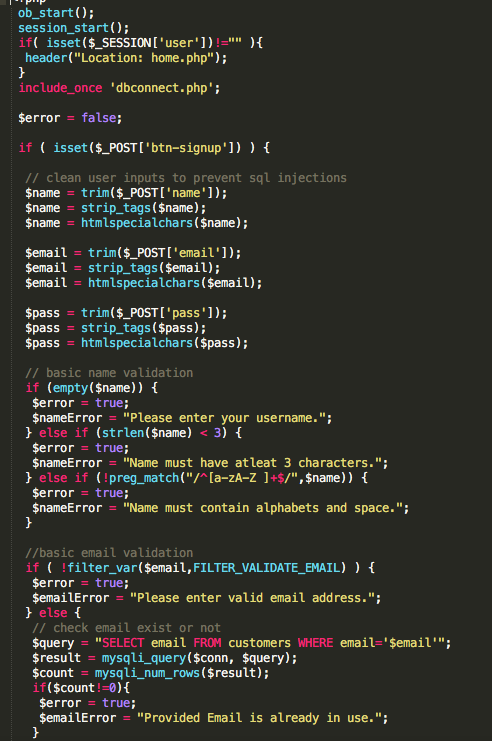 ob_start();
session_start();
if( isset($_SESSION['user'])!="" ){
header("Location: home.php");
}
include_once 'dbconnect.php';
$error = false;
if ( isset($_POST['btn-signup']) ) {
// clean user inputs to prevent sql injections
$name = trim($_POST['name']);
$name = strip_tags($name);
$name = htmlspecialchars($name);
$email = trim($_POST['email']);
$email = strip_tags($email);
$email = htmlspecialchars($email);
$pass = trim($_POST['pass']);
$pass = strip_tags($pass);
$pass = htmlspecialchars($pass);
// basic name validation
if (empty($name)) {
$error = true;
$nameError = "Please enter your username.";
} else if (strlen($name) < 3) {
$error = true;
$nameError = "Name must have atleat 3 characters.";
} else if (!preg_match("/^[a-zA-Z ]+$/",$name)) {
$error = true;
$nameError = "Name must contain alphabets and space.";
}
//basic email validation
if ( !filter_var($email,FILTER_VALIDATE_EMAIL) ) {
$error = true;
$emailError = "Please enter valid email address.";
} else {
// check email exist or not
$query = "SELECT email FROM customers WHERE email='$email'";
$result = mysqli_query($conn, $query);
$count = mysqli_num_rows($result);
if($count!=0){
$error = true;
$emailError = "Provided Email is already in use.";
}